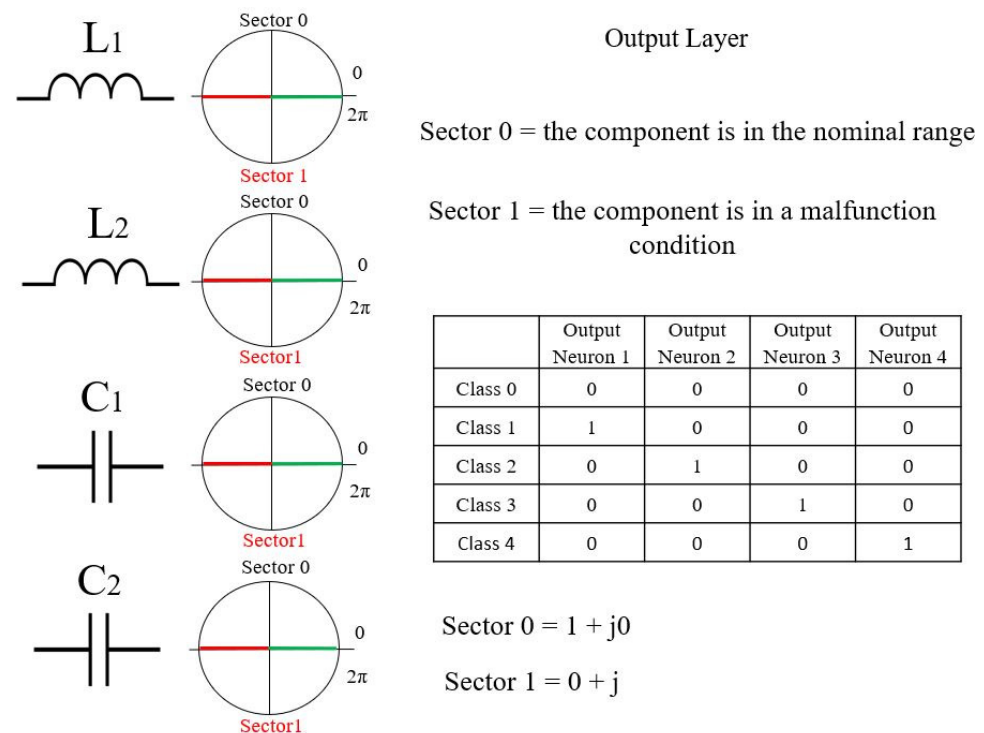 L1
Sector 0
0
2π
Sector 1
L2
Sector 0
0
2π
Sector1
C1
Sector 0
0
2π
Sector1
C2
Sector 0
0
2π
Sector1
Output Layer
Sector 0 = the component is in the nominal range
Sector 1 = the component is in a malfunction
condition
Output Neuron 1 Output Neuron 2 Output Neuron 3 Output Neuron 4
Class 0 0 0 0 0
Class 1 1 0 0 0
Class 2 0 1 0 0
Class 3 0 0 1 0
Class 4 0 0 0 1
Sector 0 = 1 + j0
Sector 1 = 0 + j